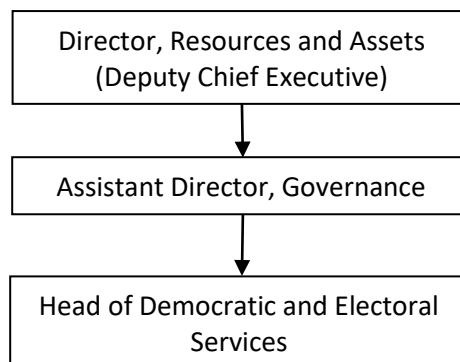 Director, Resources and Assets
(Deputy Chief Executive)
Assistant Director, Governance
Head of Democratic and Electoral
Services